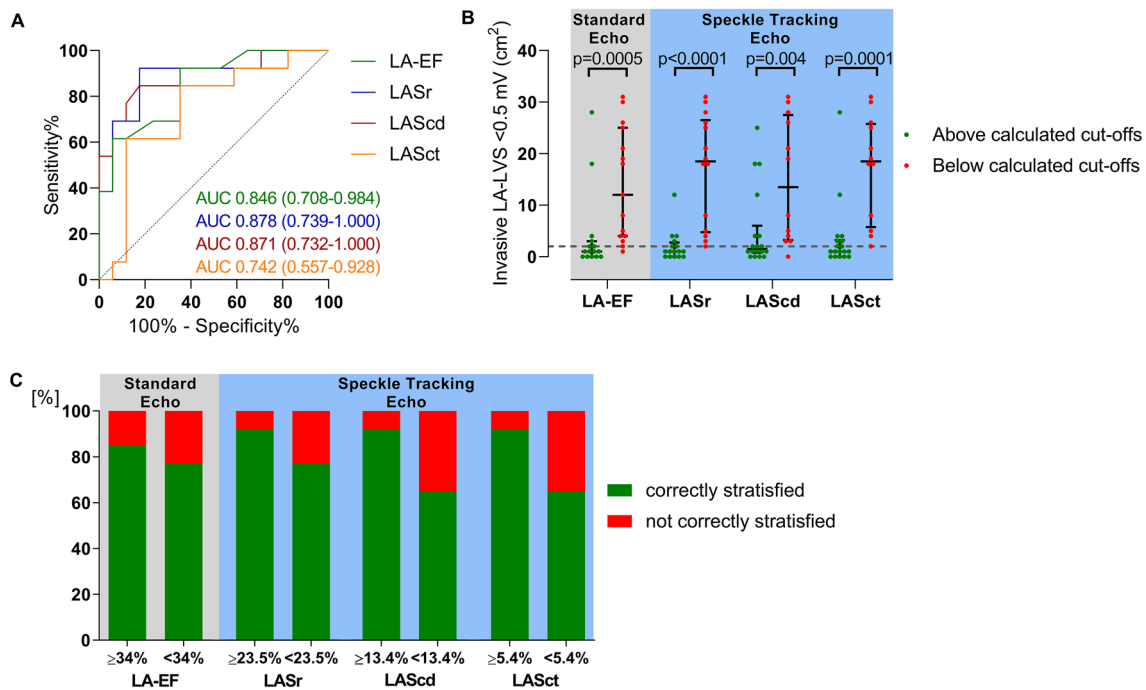 A
100
80
60
40
20
0
Sensitivity%
0 20 40 60 80 100
100% - Specificity%
LA-EF
LASr
LAScd
LASct
AUC 0.846 (0.708-0.984)
AUC 0.878 (0.739-1.000)
AUC 0.871 (0.732-1.000)
AUC 0.742 (0.557-0.928)
B
Standard
Echo
Speckle Tracking
Echo
p=0.0005 p<0.0001 p=0.004 p=0.0001
40
30
20
10
0
Invasive LA-LVS <0.5 mV (cm²)
LA-EF LASr LAScd LASct
Above calculated cut-offs
Below calculated cut-offs
C
[%]
Standard
Echo
Speckle Tracking
Echo
100
80
60
40
20
0
≥34% <34% ≥23.5% <23.5% ≥13.4% <13.4% ≥5.4% <5.4%
LA-EF LASr LAScd LASct
correctly stratisfied
not correctly stratisfied